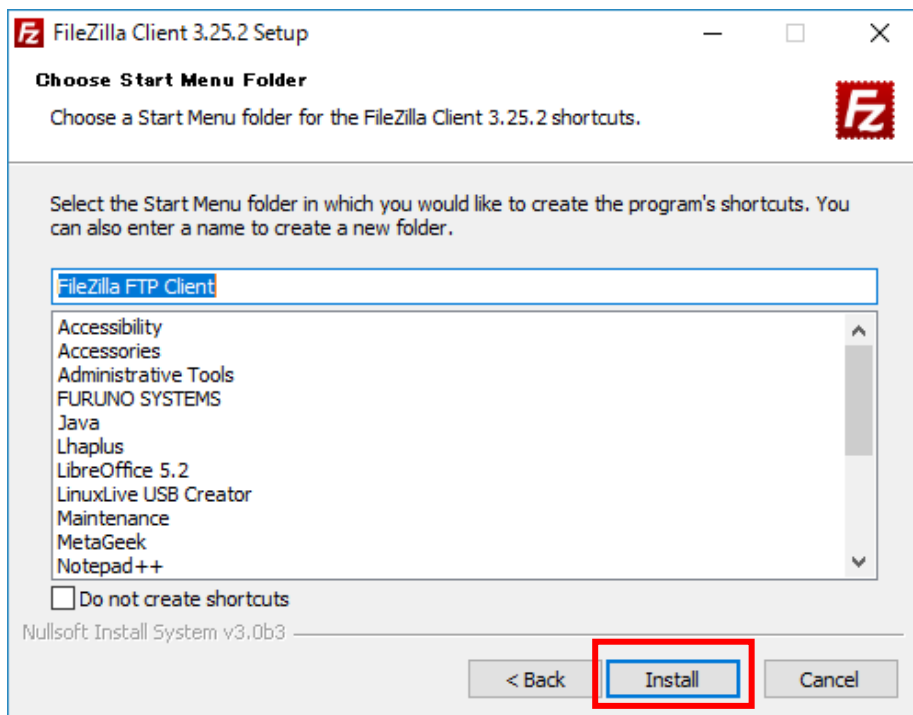 FileZilla Client 3.25.2 Setup
Choose Start Menu Folder
Choose a Start Menu folder for the FileZilla Client 3.25.2 shortcuts.
Fz
Select the Start Menu folder in which you would like to create the program's shortcuts. You
can also enter a name to create a new folder.
FileZilla FTP Client
Accessibility
Accessories
Administrative Tools
FURUNO SYSTEMS
Java
Lhaplus
LibreOffice 5.2
LinuxLive USB Creator
Maintenance
MetaGeek
Notepad++
Do not create shortcuts
Nullsoft Install System v3.0b3
< Back
Install
Cancel